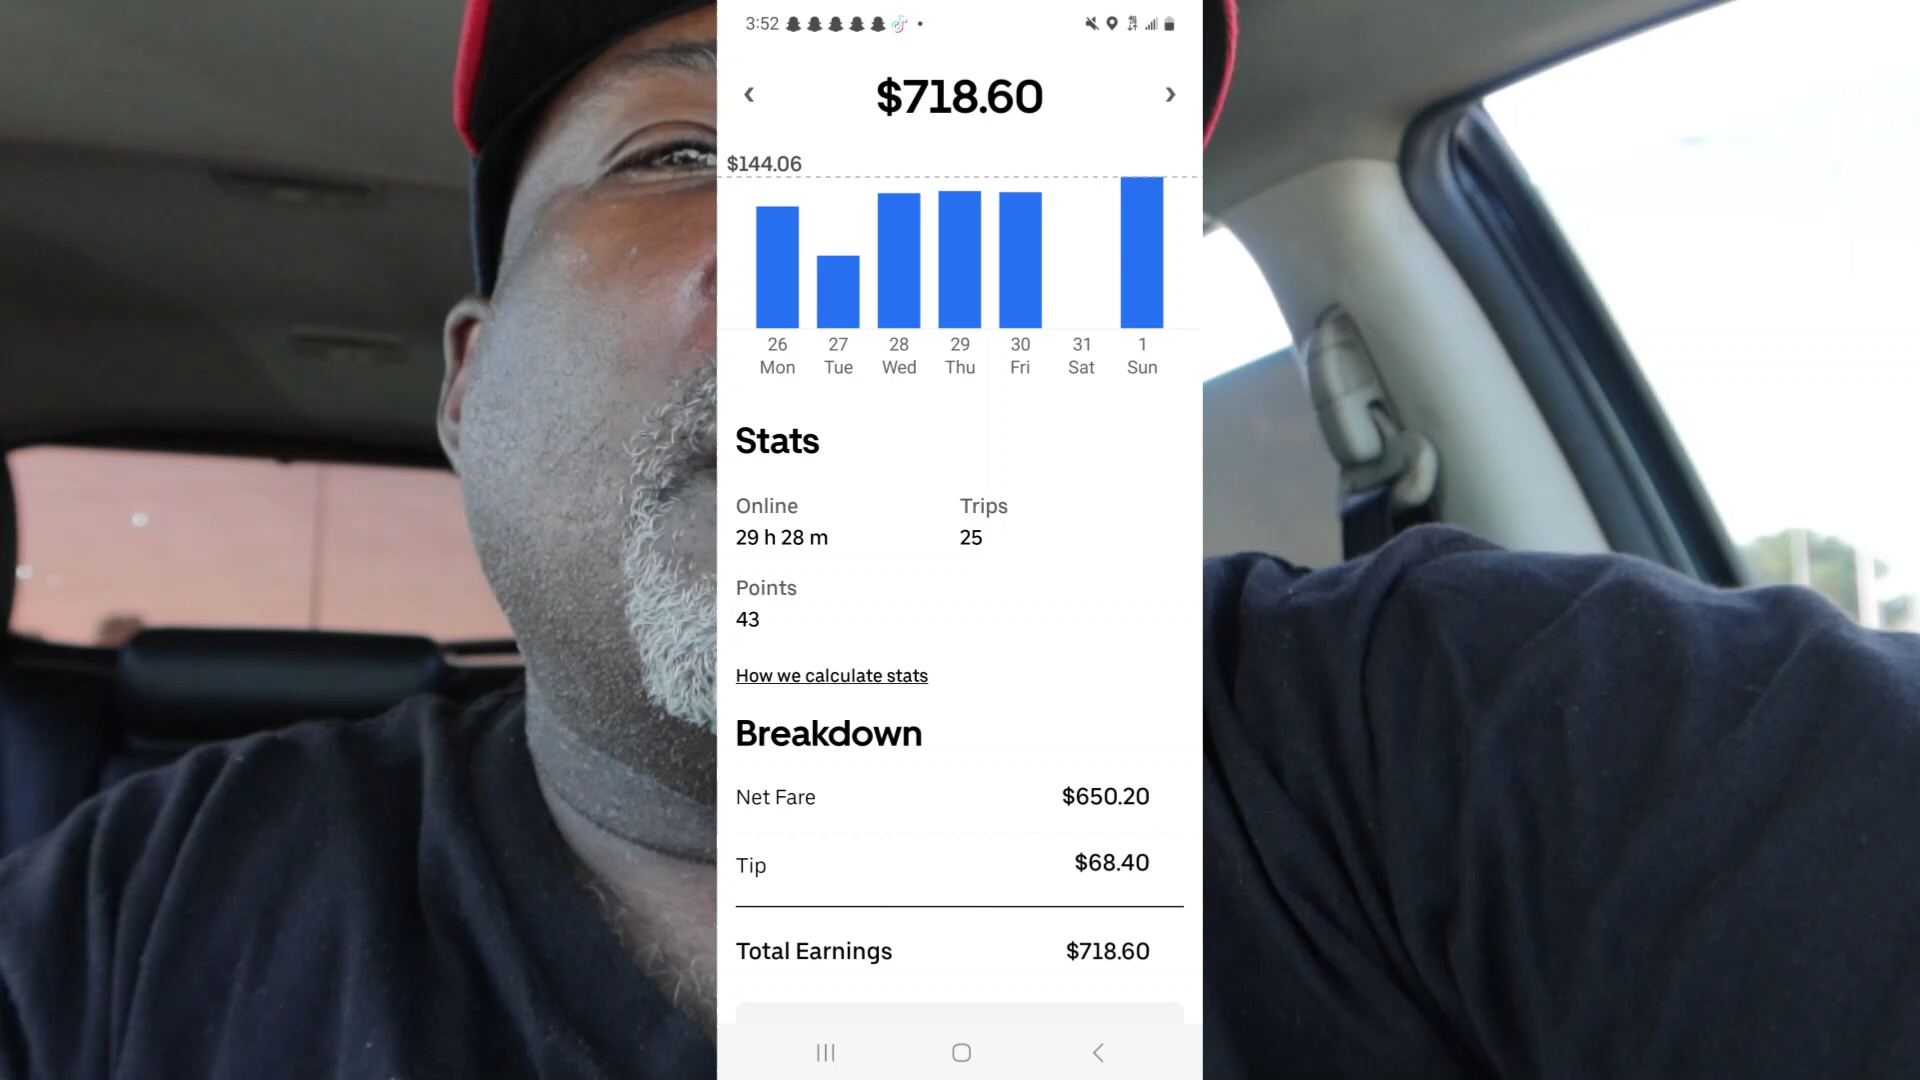 3:52
$718.60
$144.06
26 27 28 29 30 31 1
Mon Tue Wed Thu Fri Sat Sun
Stats
Online Trips
29 h 28 m 25
Points
43
How we calculate stats
Breakdown
Net Fare $650.20
Tip $68.40
Total Earnings $718.60